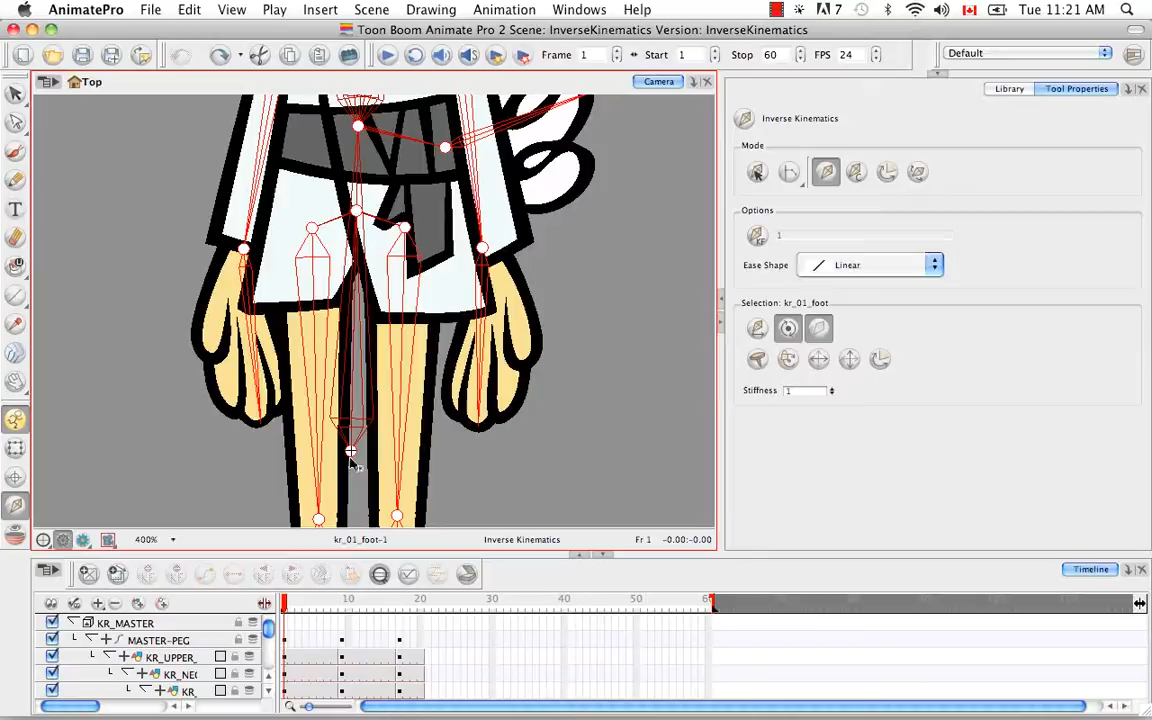 AnimatePro File Edit View Play Insert Scene Drawing Animation Windows Help 7 Tue 11:21 AM
Toon Boom Animate Pro 2 Scene: InverseKinematics Version: InverseKinematics
Frame 1 Start 1 Stop 60 FPS 24 Default
Top Camera Library Tool Properties
Inverse Kinematics
Mode
Options
1
Ease Shape Linear
Selection: kr_01_foot
Stiffness 1
400% kr_01_foot-1 Inverse Kinematics Fr 1 -0.00:-0.00
Timeline
10 20 30 40 50
KR_MASTER
MASTER-PEG
KR_UPPER_
KR_NEC
KR_